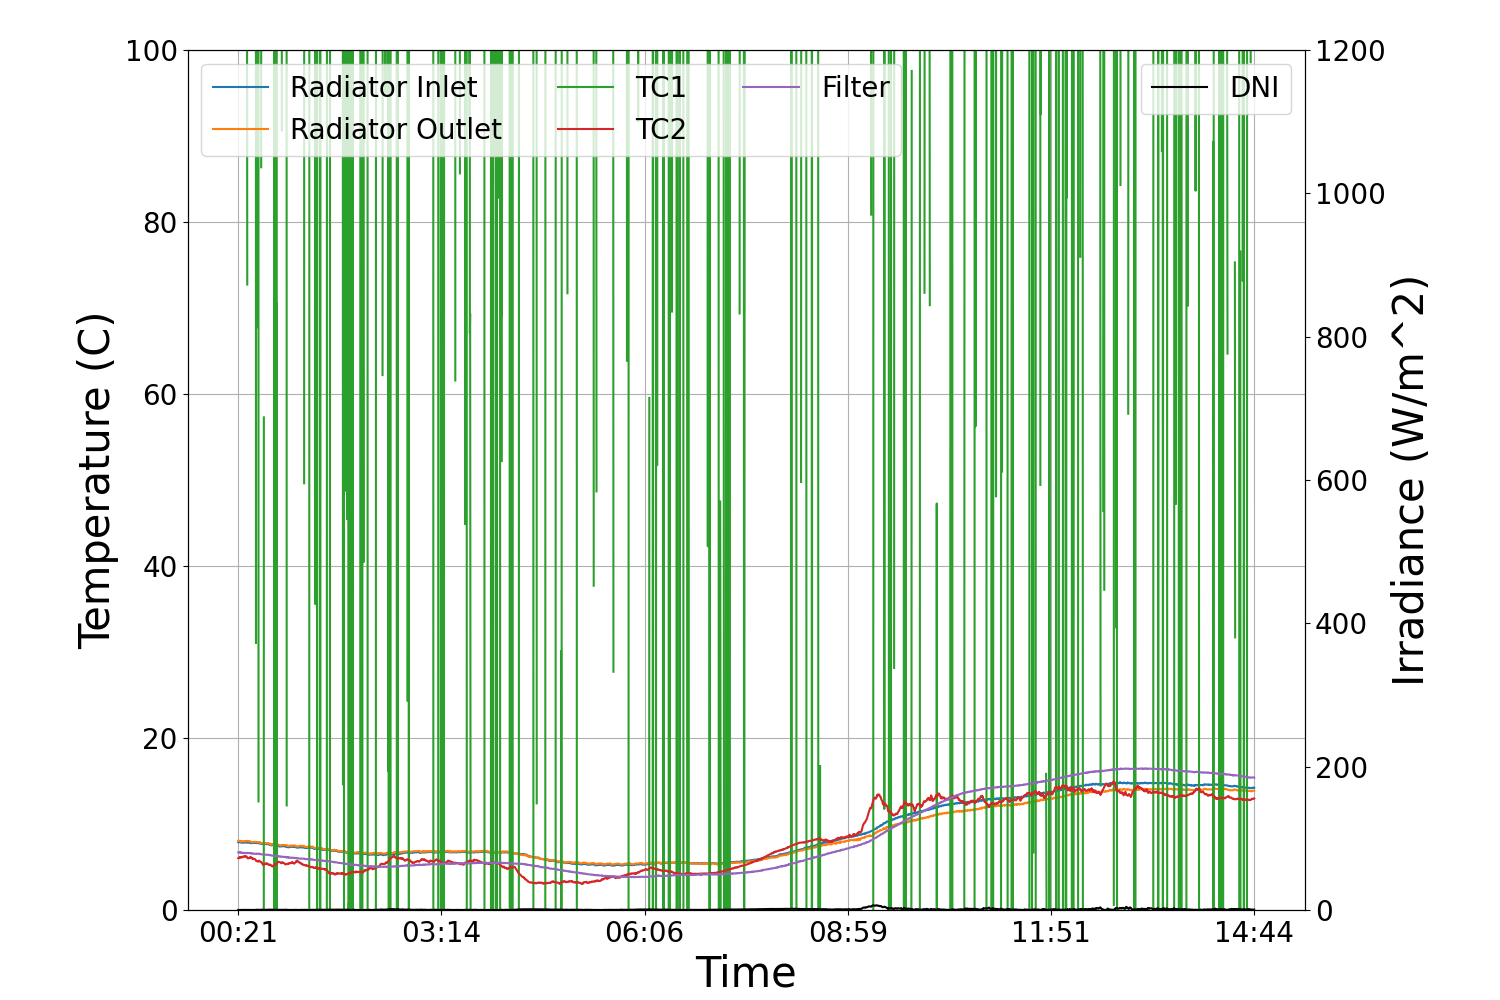 Radiator Inlet
Radiator Outlet
TC1
TC2
Filter
DNI
Temperature (C)
100
80
60
40
20
0
1200
1000
800
600
400
200
0
Irradiance (W/m^2)
00:21 03:14 06:06 08:59 11:51 14:44
Time